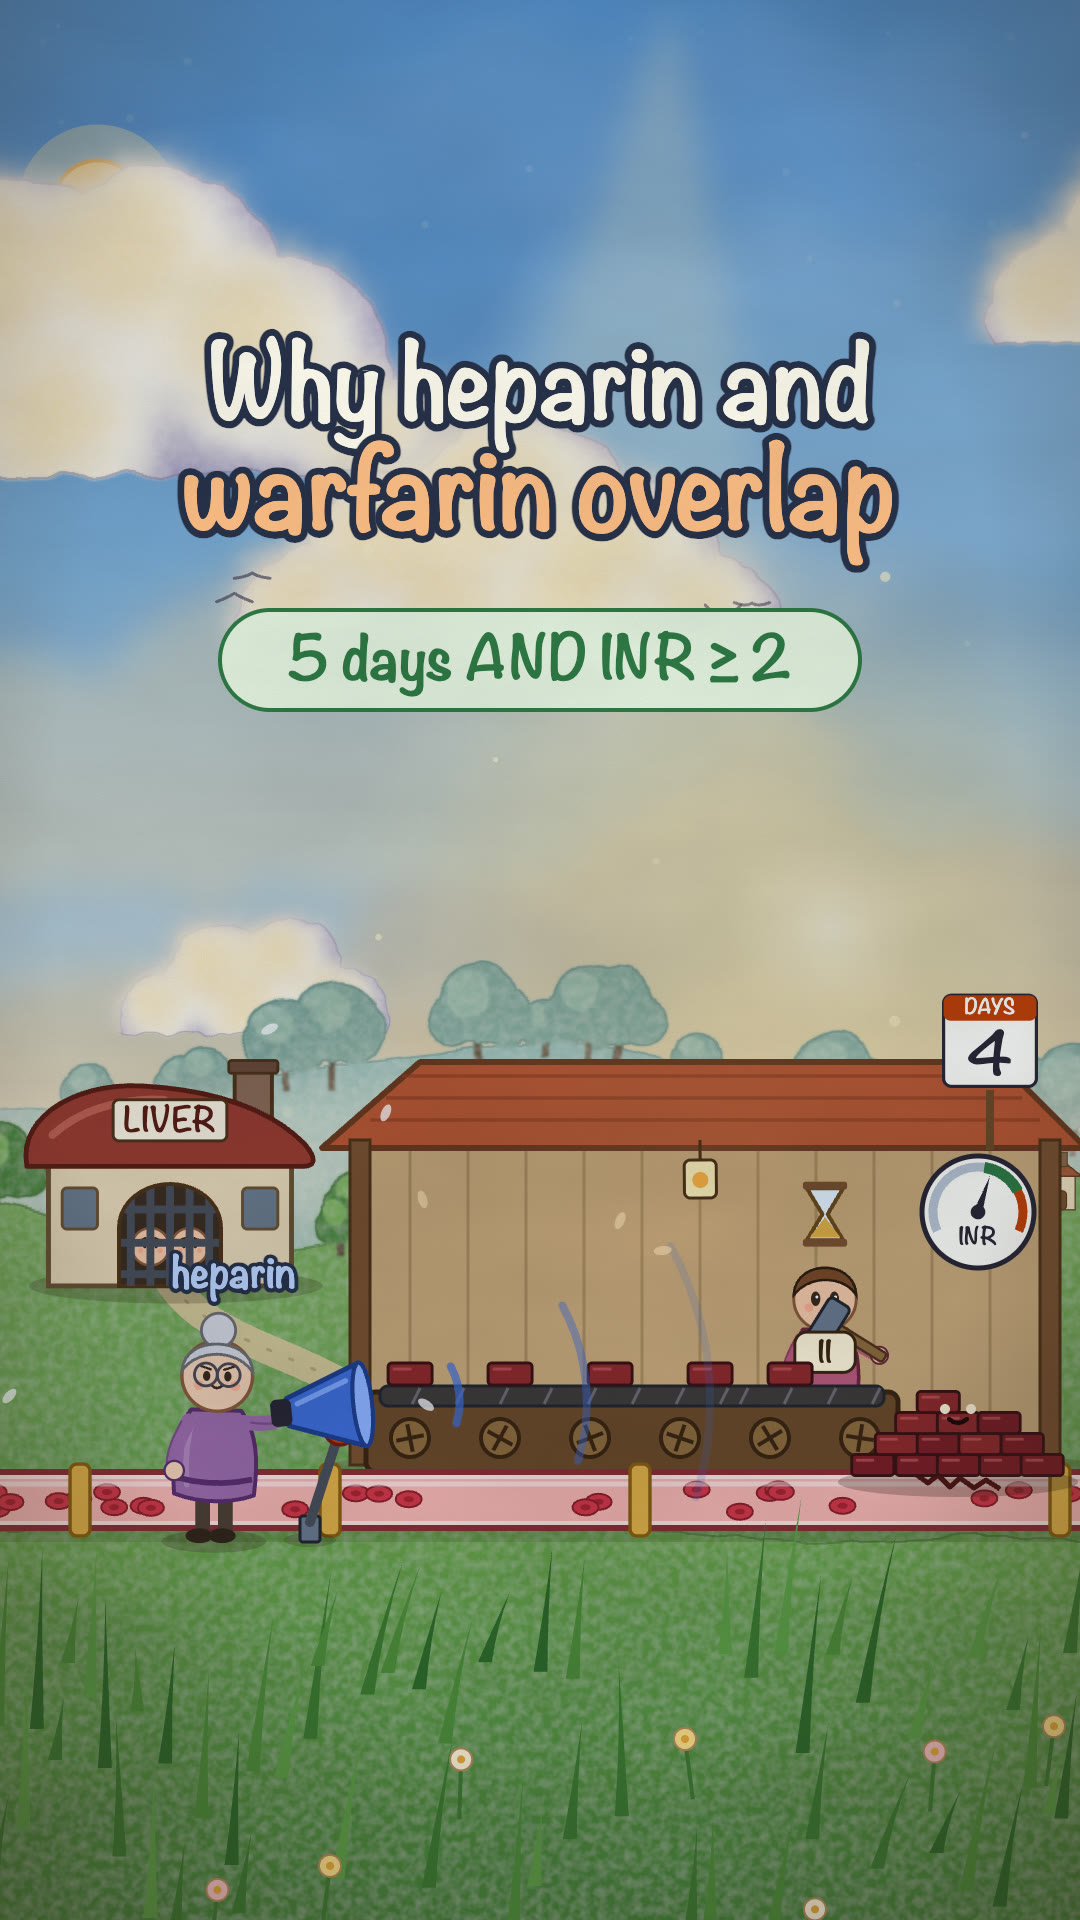 Why heparin and
warfarin overlap
5 days AND INR ≥ 2
DAYS
4
LIVER
INR
heparin
II